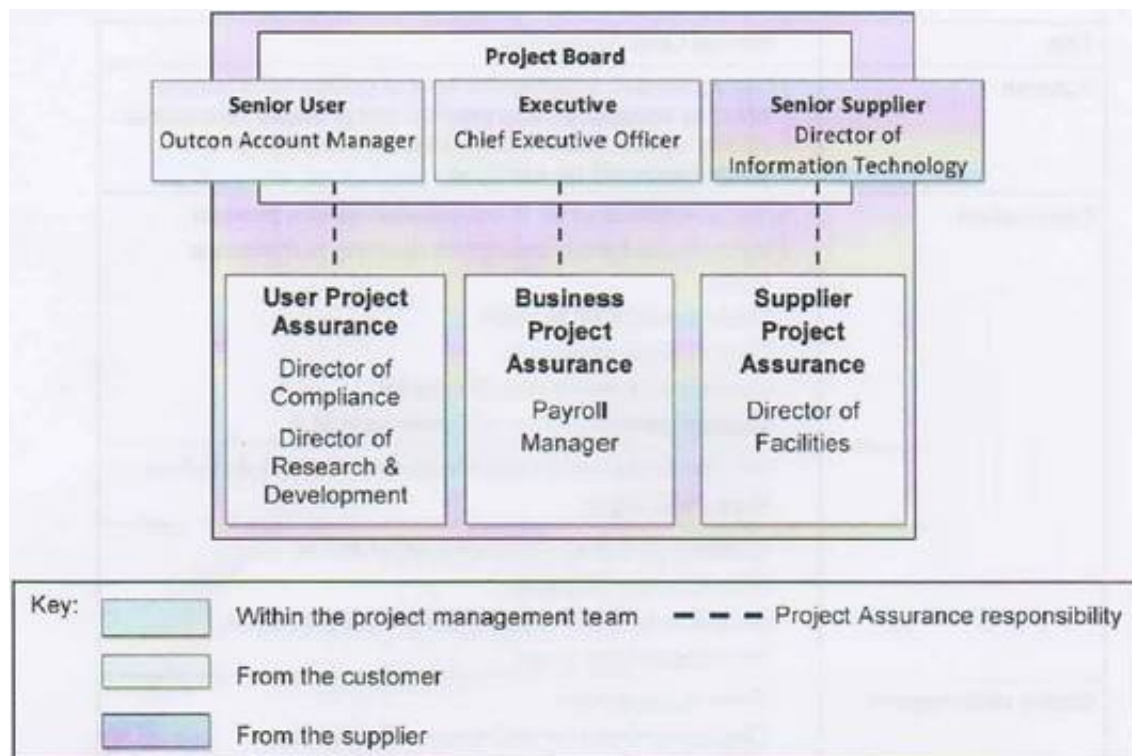 Project Board
Senior User
Outcon Account Manager
Executive
Chief Executive Officer
Senior Supplier
Director of
Information Technology
User Project
Assurance
Director of
Compliance
Director of
Research &
Development
Business
Project
Assurance
Payroll
Manager
Supplier
Project
Assurance
Director of
Facilities
Key:
Within the project management team
Project Assurance responsibility
From the customer
From the supplier